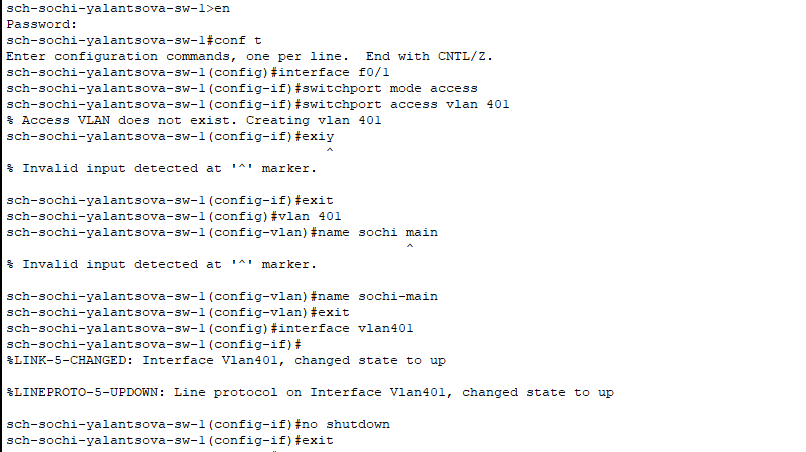 sch-sochi-yalantsova-sw-1>en
Password:
sch-sochi-yalantsova-sw-1#conf t
Enter configuration commands, one per line.  End with CNTL/Z.
sch-sochi-yalantsova-sw-1(config)#interface f0/1
sch-sochi-yalantsova-sw-1(config-if)#switchport mode access
sch-sochi-yalantsova-sw-1(config-if)#switchport access vlan 401
% Access VLAN does not exist. Creating vlan 401
sch-sochi-yalantsova-sw-1(config-if)#exiy
^
% Invalid input detected at '^' marker.
sch-sochi-yalantsova-sw-1(config-if)#exit
sch-sochi-yalantsova-sw-1(config)#vlan 401
sch-sochi-yalantsova-sw-1(config-vlan)#name sochi main
^
% Invalid input detected at '^' marker.
sch-sochi-yalantsova-sw-1(config-vlan)#name sochi-main
sch-sochi-yalantsova-sw-1(config-vlan)#exit
sch-sochi-yalantsova-sw-1(config)#interface vlan401
sch-sochi-yalantsova-sw-1(config-if)#
%LINK-5-CHANGED: Interface Vlan401, changed state to up
%LINEPROTO-5-UPDOWN: Line protocol on Interface Vlan401, changed state to up
sch-sochi-yalantsova-sw-1(config-if)#no shutdown
sch-sochi-yalantsova-sw-1(config-if)#exit